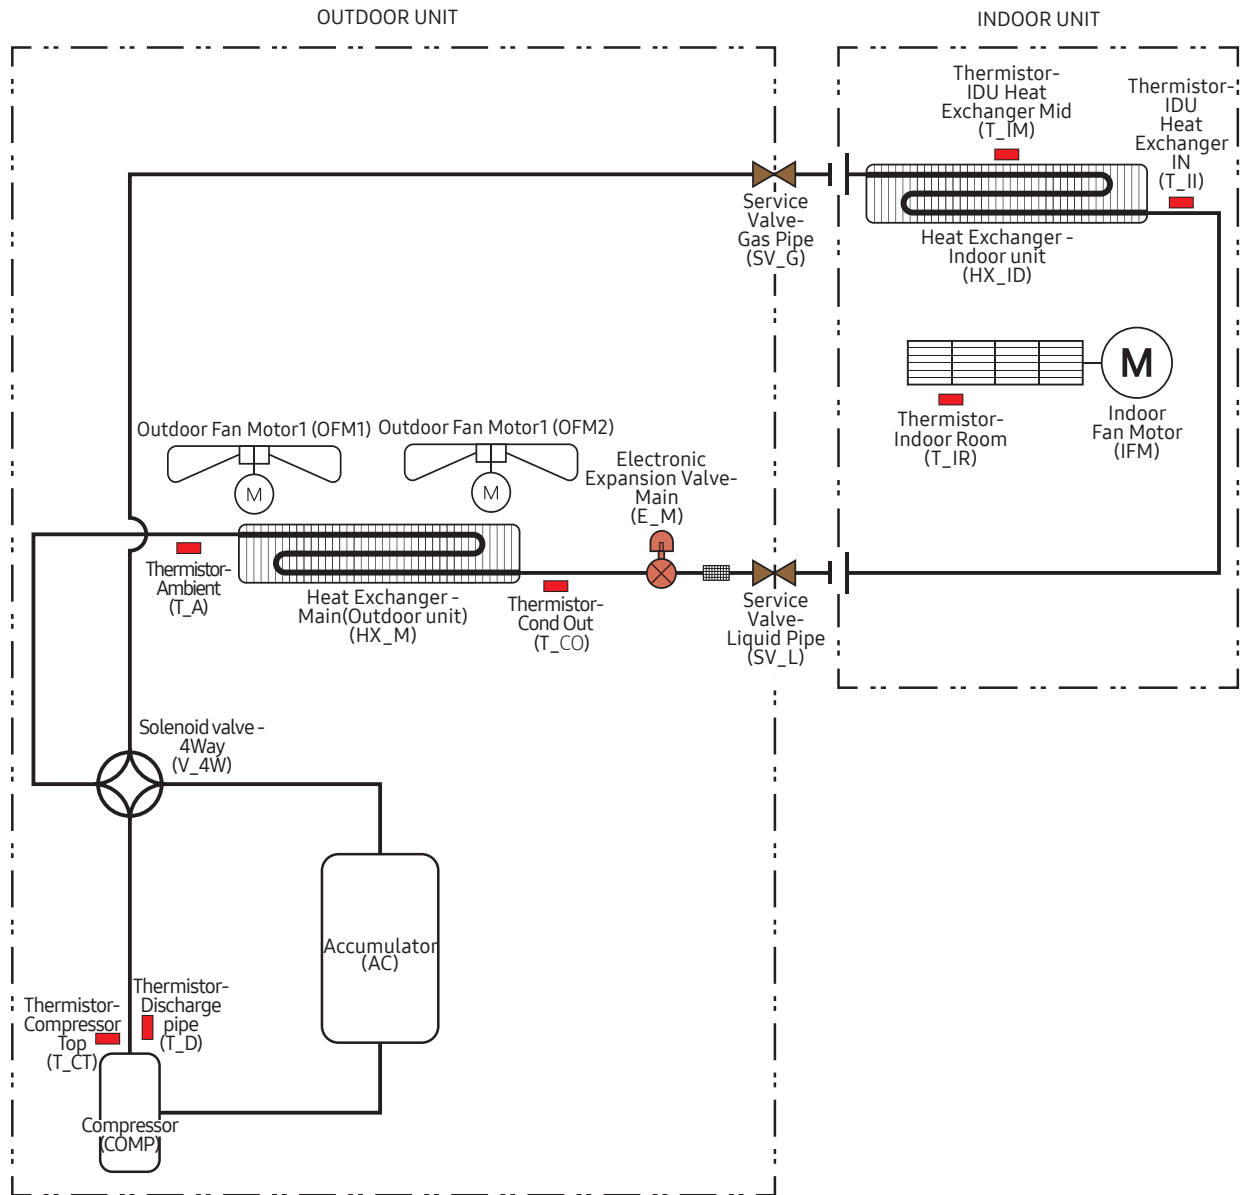 OUTDOOR UNIT
INDOOR UNIT
Thermistor-
IDU Heat
Exchanger Mid
(T_IM)
Thermistor-
IDU
Heat
Exchanger
IN
(T_II)
Service
Valve-
Gas Pipe
(SV_G)
Heat Exchanger -
Indoor unit
(HX_ID)
M
Indoor
Fan Motor
(IFM)
Thermistor-
Indoor Room
(T_IR)
Outdoor Fan Motor1 (OFM1)
M
Outdoor Fan Motor1 (OFM2)
M
Electronic
Expansion Valve-
Main
(E_M)
Thermistor-
Ambient
(T_A)
Heat Exchanger -
Main(Outdoor unit)
(HX_M)
Thermistor-
Cond Out
(T_CO)
Service
Valve-
Liquid Pipe
(SV_L)
Solenoid valve -
4Way
(V_4W)
Accumulator
(AC)
Thermistor-
Compressor
Top
(T_CT)
Thermistor-
Discharge
pipe
(T_D)
Compressor
(COMP)